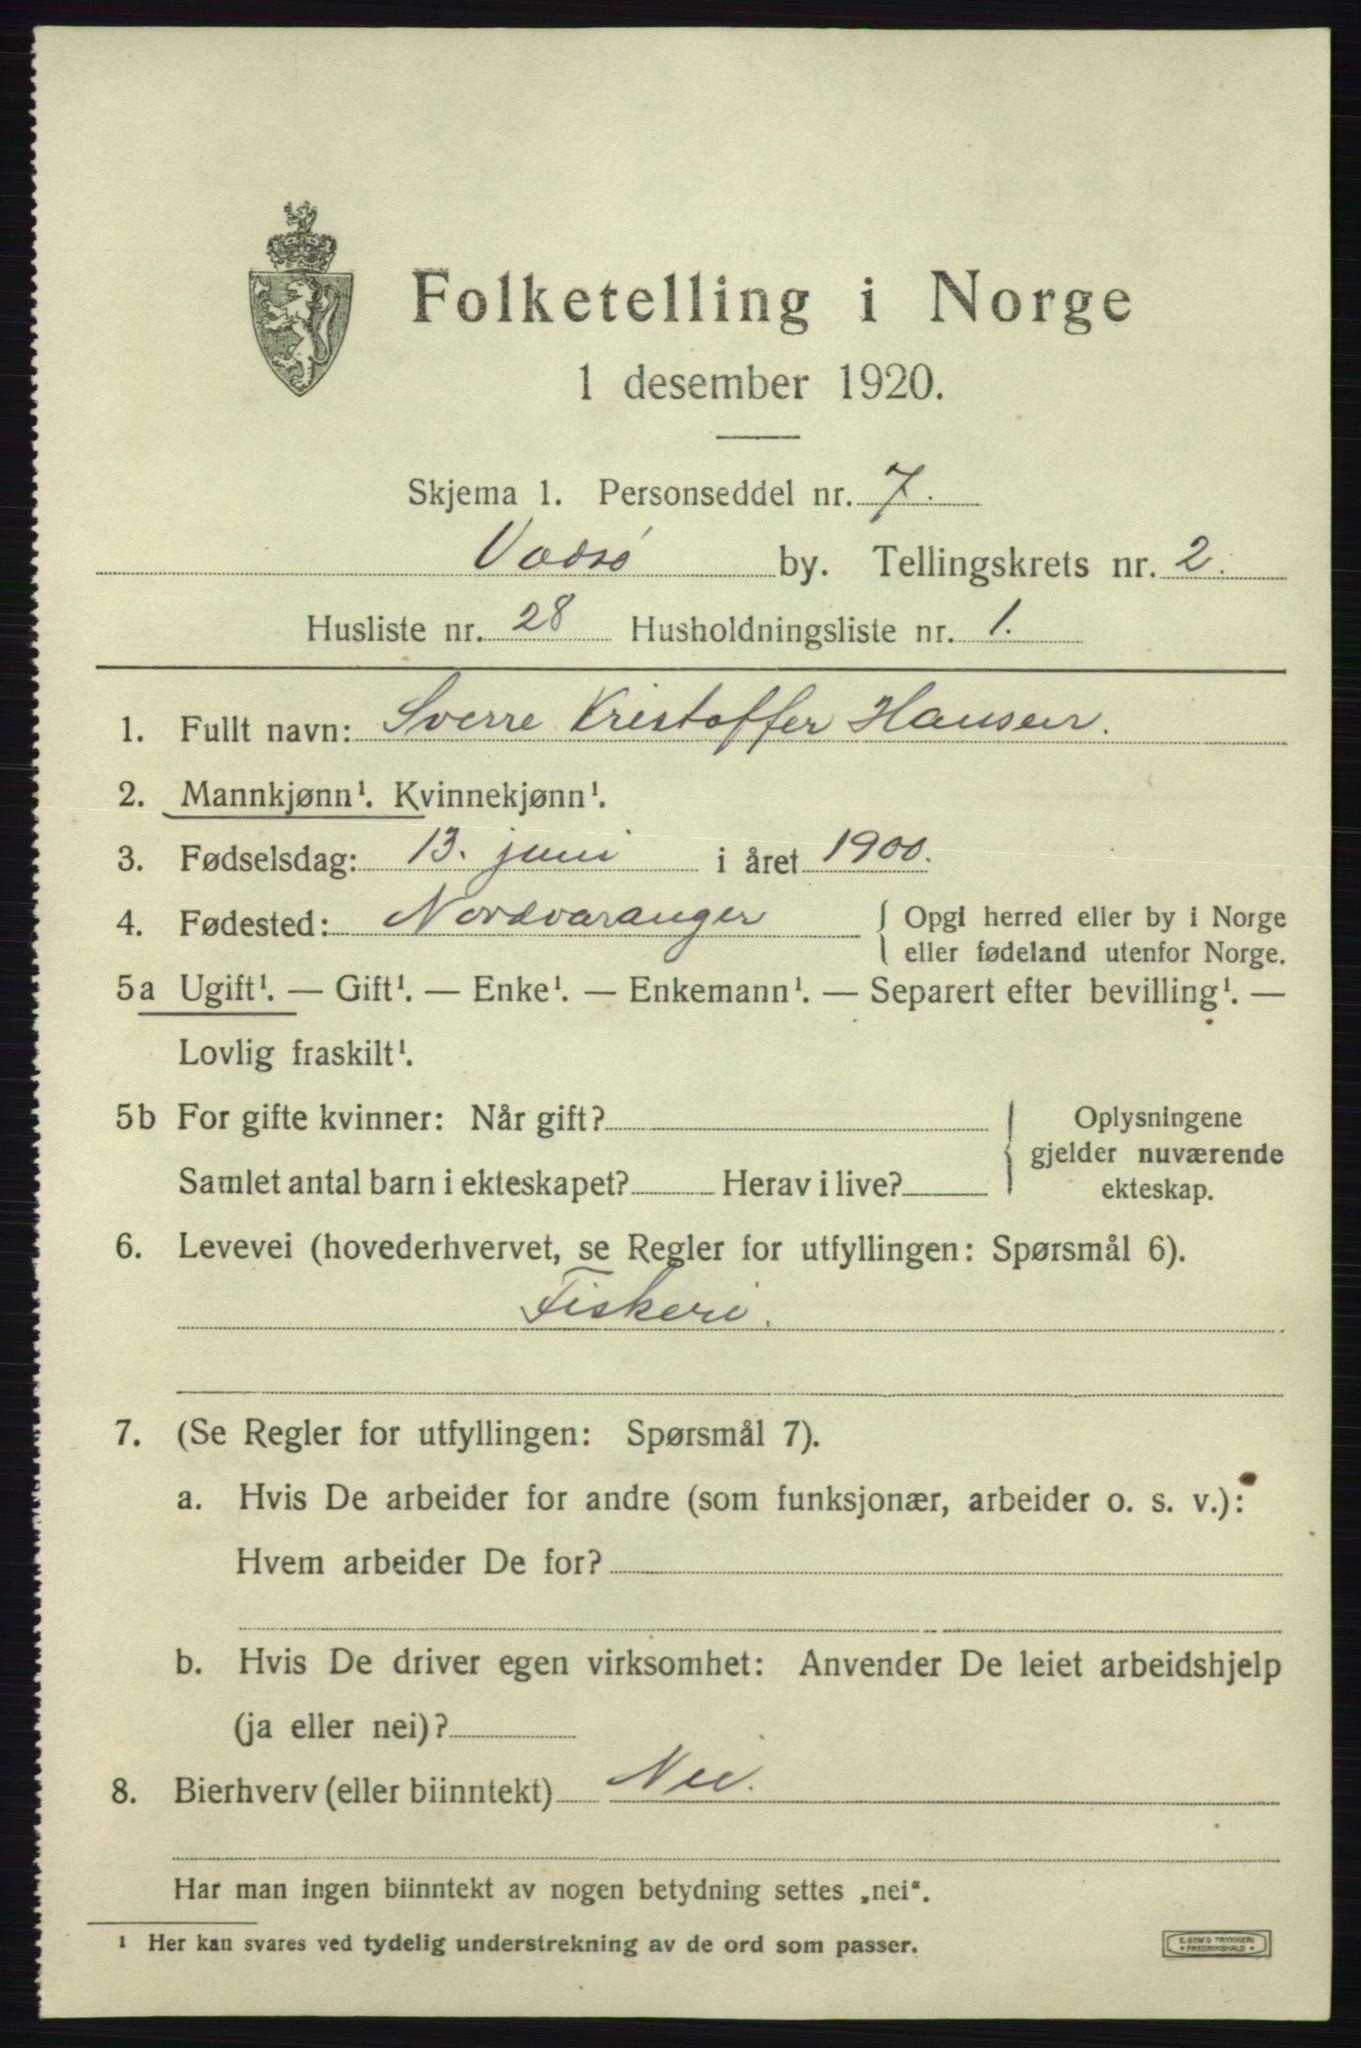 Folketelling i Norge
1 desember 1920.
Skjema 1. Personseddel nr. 7.
Vadsø by. Tellingskrets nr. 2.
Husliste nr. 28 Husholdningsliste nr. 1.
1. Fullt navn: Sverre Kristoffer Hansen.
2. Mannkjønn¹. Kvinnekjønn¹.
3. Fødselsdag: 13. juni i året 1900.
4. Fødested: Nordvaranger { Opgi herred eller by i Norge
eller fødeland utenfor Norge.
5a Ugift¹. — Gift¹. — Enke¹. — Enkemann¹. — Separert efter bevilling¹. —
Lovlig fraskilt¹.
5b For gifte kvinner: Når gift? } Oplysningene
gjelder nuværende
Samlet antal barn i ekteskapet? Herav i live? ekteskap.
6. Levevei (hovederhvervet, se Regler for utfyllingen: Spørsmål 6).
Fiskeri.
7. (Se Regler for utfyllingen: Spørsmål 7).
a. Hvis De arbeider for andre (som funksjonær, arbeider o. s. v.):
Hvem arbeider De for?
b. Hvis De driver egen virksomhet: Anvender De leiet arbeidshjelp
(ja eller nei)?
8. Bierhverv (eller biinntekt) Nei.
Har man ingen biinntekt av nogen betydning settes „nei“.
¹ Her kan svares ved tydelig understrekning av de ord som passer.
E. SEM'S TRYKKERI
• FREDRIKSHALD •